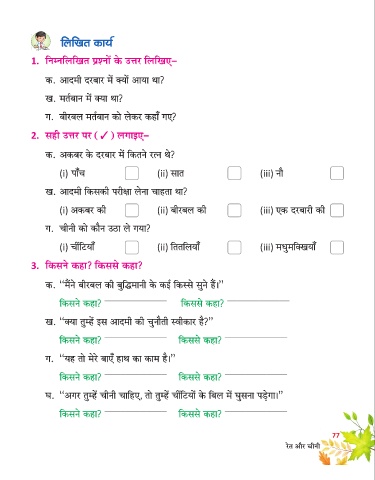 लिखित कार्य
1. निम्नलिखित प्रश्नों के उत्तर लिखिए–
क. आदमी दरबार में क्यों आया था?
ख. मर्तबान में क्या था?
ग. बीरबल मर्तबान को लेकर कहाँ गए?
2. सही उत्तर पर ( ✓ ) लगाइए–
क. अकबर के दरबार में कितने रत्न थे?
(i) पाँच (ii) सात (iii) नौ
ख. आदमी किसकी परीक्षा लेना चाहता था?
(i) अकबर की (ii) बीरबल की (iii) एक दरबारी की
ग. चीनी को कौन उठा ले गया?
(i) चींटियाँ (ii) तितलियाँ (iii) मधुमक्खियाँ
3. किसने कहा? किससे कहा?
क. “मैंने बीरबल की बुद्धिमानी के कई किस्से सुने हैं।”
किसने कहा? किससे कहा?
ख. “क्या तुम्हें इस आदमी की चुनौती स्वीकार है?”
किसने कहा? किससे कहा?
ग. “यह तो मेरे बाएँ हाथ का काम है।”
किसने कहा? किससे कहा?
घ. “अगर तुम्हें चीनी चाहिए, तो तुम्हें चींटियों के बिल में घुसना पड़ेगा।”
किसने कहा? किससे कहा?
77
रेत और चीनी